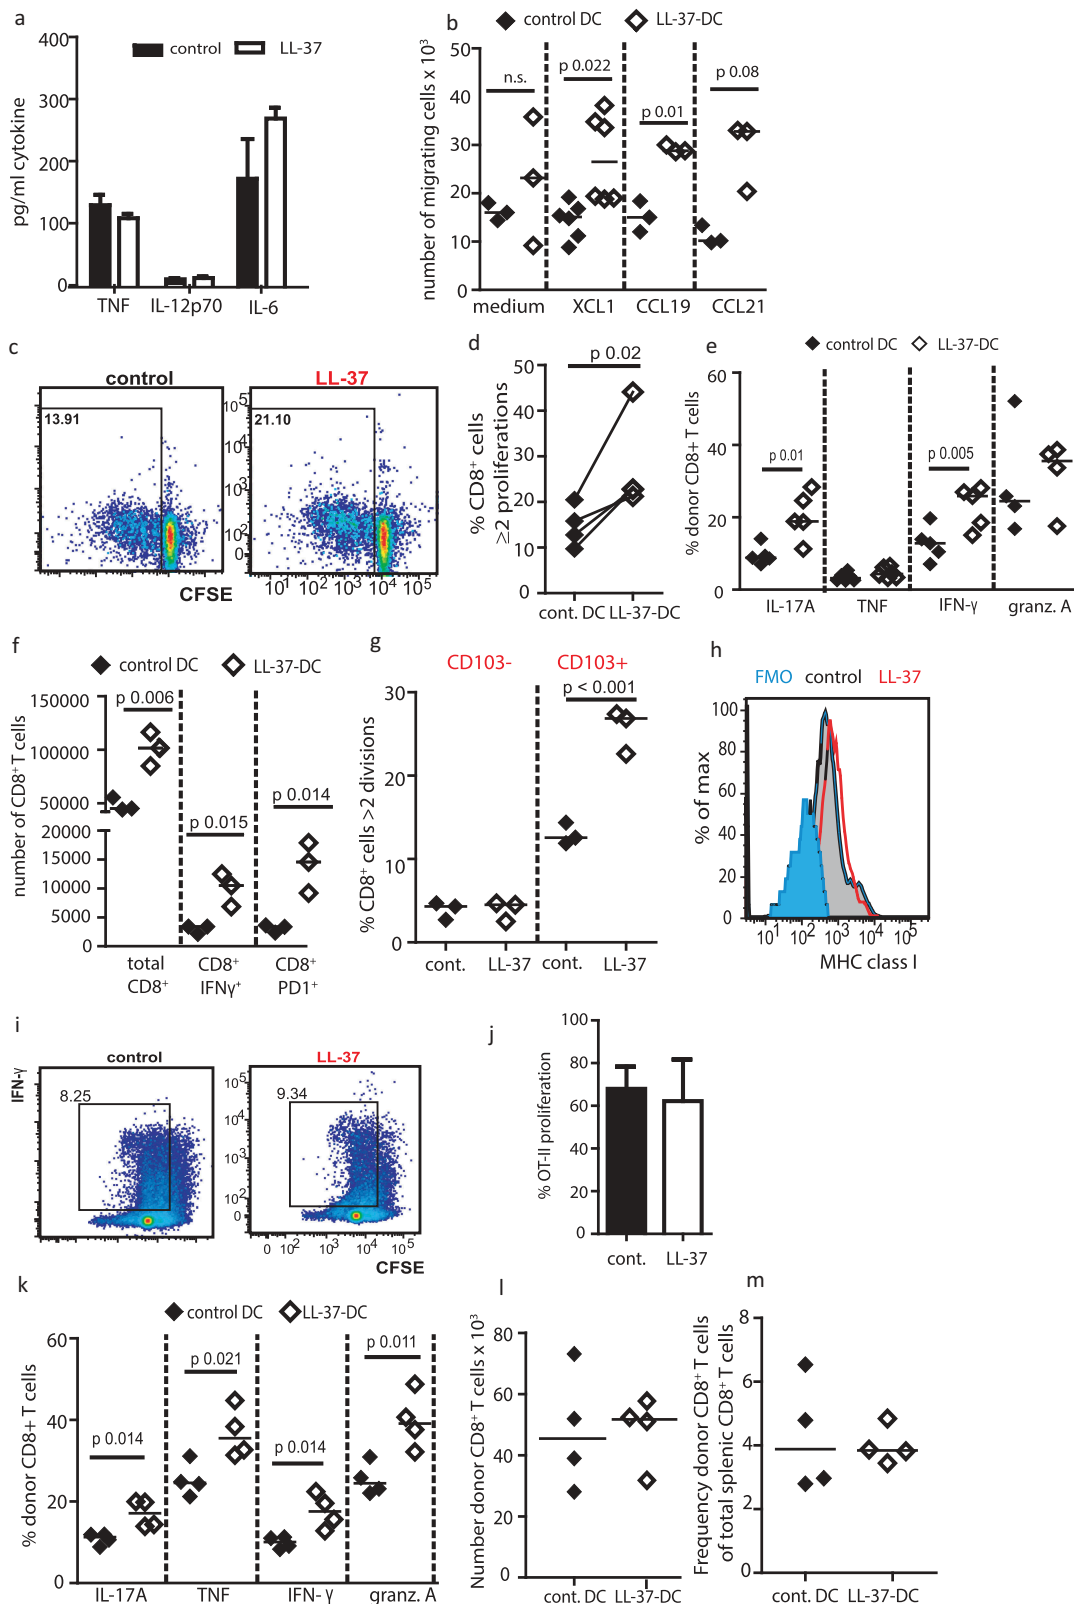 a
400
300
200
100
0
pg/ml cytokine
control
LL-37
TNF
IL-12p70
IL-6
b
control DC
LL-37-DC
number of migrating cells x 10³
50
40
30
20
10
0
n.s.
p 0.022
p 0.01
p 0.08
medium
XCL1
CCL19
CCL21
c
control
LL-37
13.91
21.10
10⁵
10⁴
10³
10²
0
10¹ 10² 10³ 10⁴ 10⁵
CFSE
d
% CD8⁺ cells
≥2 proliferations
50
40
30
20
10
0
p 0.02
cont. DC
LL-37-DC
e
control DC
LL-37-DC
% donor CD8+ T cells
60
40
20
0
p 0.01
p 0.005
IL-17A
TNF
IFN-γ
granz. A
f
control DC
LL-37-DC
number of CD8⁺T cells
150000
100000
50000
20000
15000
10000
5000
0
p 0.006
p 0.015
p 0.014
total
CD8⁺
CD8⁺
IFNγ⁺
CD8⁺
PD1⁺
g
CD103-
CD103+
% CD8⁺ cells >2 divisions
30
20
10
0
p < 0.001
cont.
LL-37
cont.
LL-37
h
FMO control LL-37
% of max
100
80
60
40
20
0
10¹ 10² 10³ 10⁴ 10⁵
MHC class I
i
control
LL-37
IFN-γ
8.25
9.34
10⁵
10⁴
10³
10²
0
0 10² 10³ 10⁴ 10⁵
CFSE
j
% OT-II proliferation
100
80
60
40
20
0
cont.
LL-37
k
control DC
LL-37-DC
% donor CD8+ T cells
60
40
20
0
p 0.014
p 0.021
p 0.014
p 0.011
IL-17A
TNF
IFN- γ
granz. A
l
Number donor CD8⁺ T cells x 10³
80
60
40
20
0
cont. DC
LL-37-DC
m
Frequency donor CD8⁺ T cells
of total splenic CD8⁺ T cells
8
6
4
2
0
cont. DC
LL-37-DC